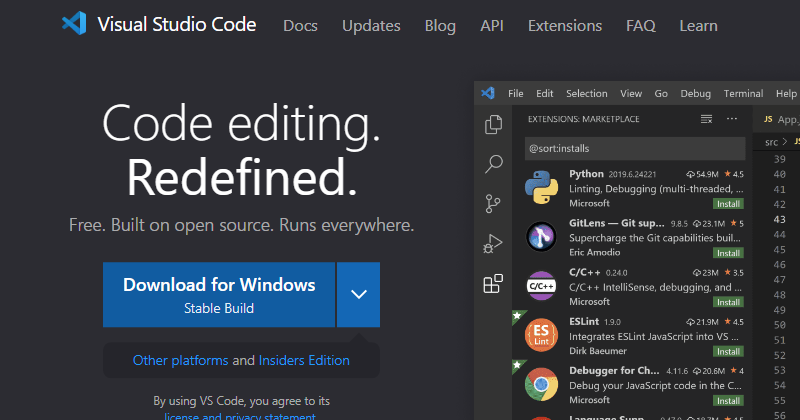 Visual Studio Code Docs Updates Blog API Extensions FAQ Learn
Code editing.
Redefined.
Free. Built on open source. Runs everywhere.
Download for Windows
Stable Build
Other platforms and Insiders Edition
By using VS Code, you agree to its
license and privacy statement
File Edit Selection View Go Debug Terminal Help
EXTENSIONS: MARKETPLACE
@sort:installs
Python 2019.6.24221 54.9M 4.5
Linting, Debugging (multi-threaded, ...
Microsoft Install
GitLens — Git sup... 9.8.5 23.1M 5
Supercharge the Git capabilities buil...
Eric Amodio Install
C/C++ 0.24.0 23M 3.5
C/C++ IntelliSense, debugging, and ...
Microsoft Install
ESLint 1.9.0 21.9M 4.5
Integrates ESLint JavaScript into VS ...
Dirk Baeumer Install
Debugger for Ch... 4.11.6 20.6M 4
Debug your JavaScript code in the C...
Microsoft Install
Language Supp... 0.47.0 18.7M 4.5
JS App.
src > JS
39
40
41
42
43
44
45
46
47
48
49
50
51
52
53
54
55
56